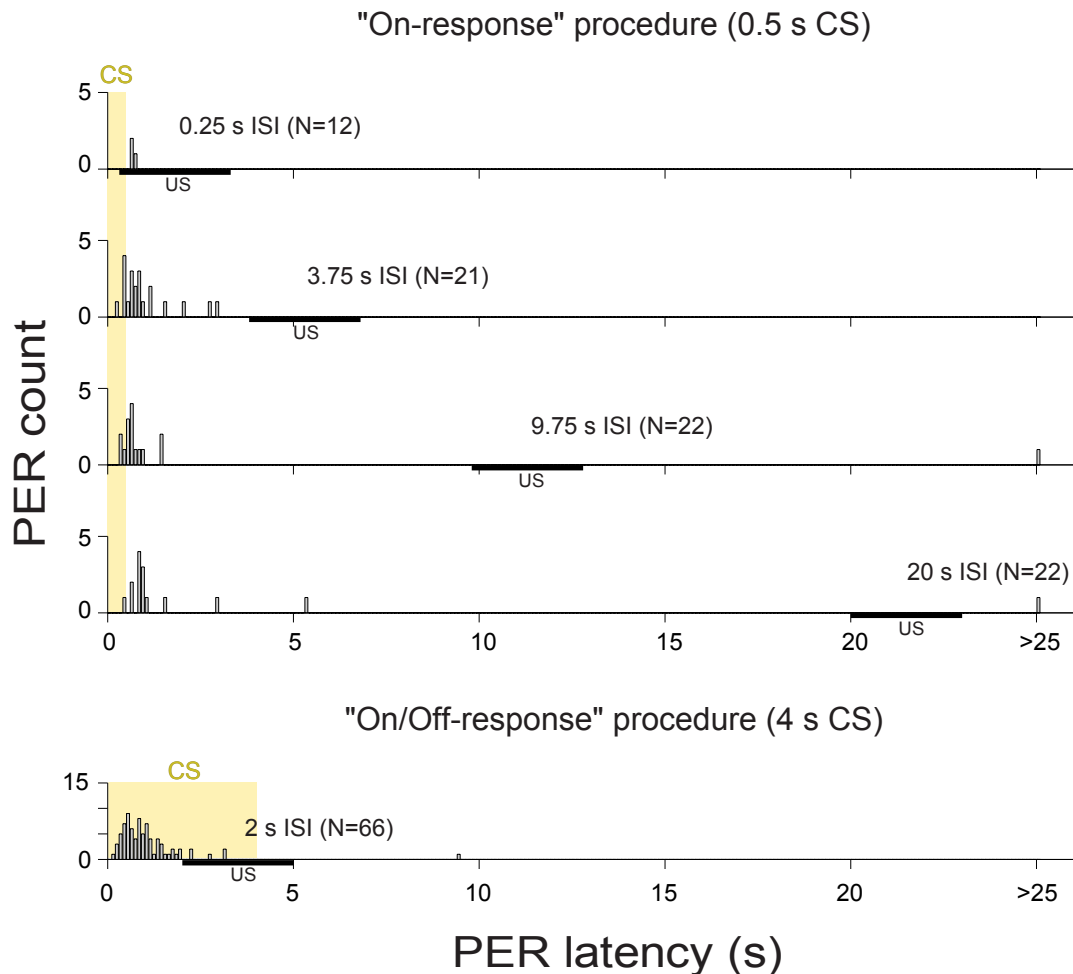 "On-response" procedure (0.5 s CS)
CS
5
0.25 s ISI (N=12)
0
US
5
3.75 s ISI (N=21)
0
US
PER count
5
9.75 s ISI (N=22)
0
US
5
20 s ISI (N=22)
0
US
0 5 10 15 20 >25
"On/Off-response" procedure (4 s CS)
CS
15
2 s ISI (N=66)
0
US
0 5 10 15 20 >25
PER latency (s)